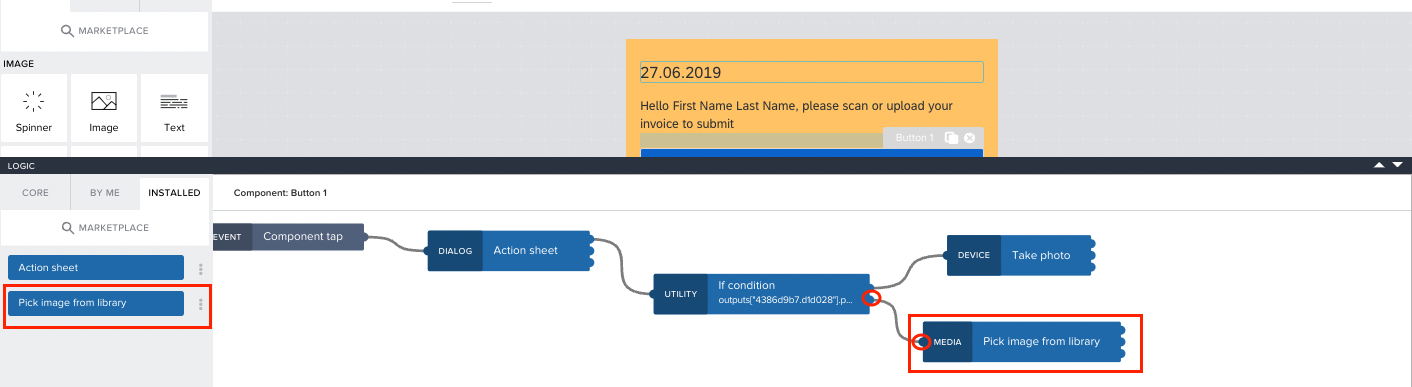 MARKETPLACE
IMAGE
Spinner
Image
Text
27.06.2019
Hello First Name Last Name, please scan or upload your
invoice to submit
Button 1
LOGIC
CORE
BY ME
INSTALLED
MARKETPLACE
Action sheet
Pick image from library
Component: Button 1
EVENT
Component tap
DIALOG
Action sheet
UTILITY
If condition
outputs["4386d9b7.d1d028"].p...
DEVICE
Take photo
MEDIA
Pick image from library